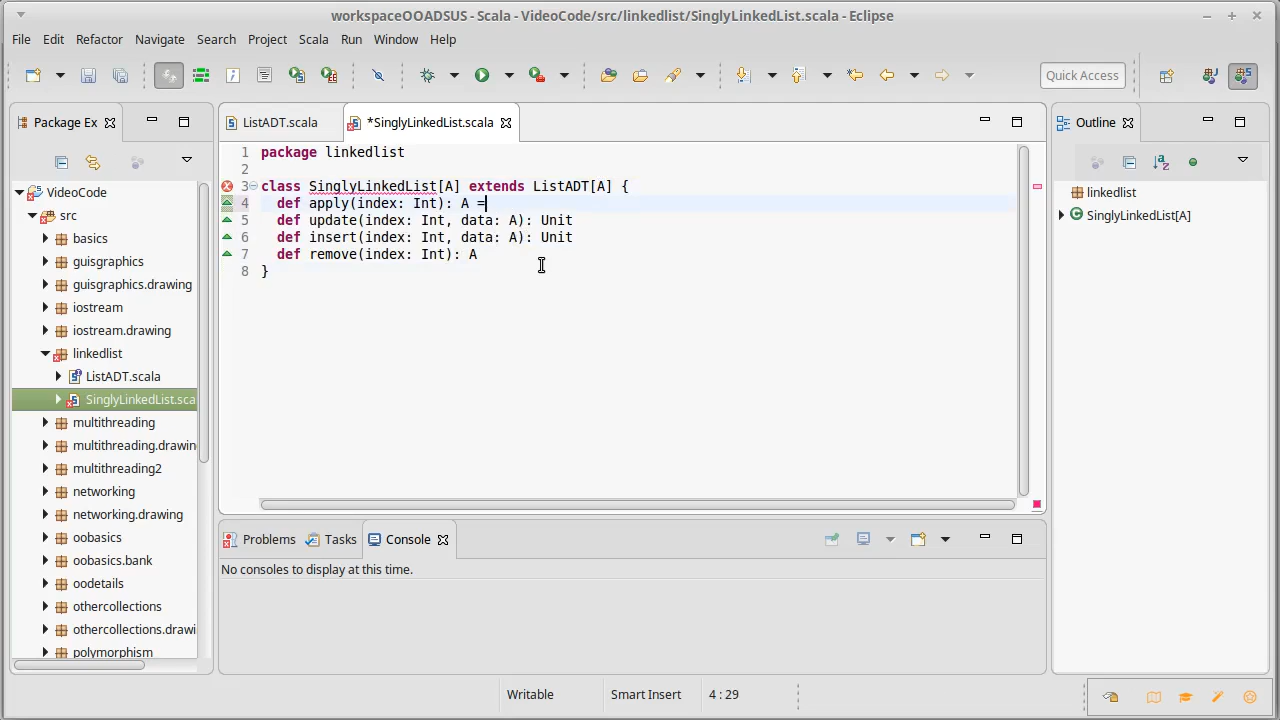 workspaceOOADSUS - Scala - VideoCode/src/linkedlist/SinglyLinkedList.scala - Eclipse
File Edit Refactor Navigate Search Project Scala Run Window Help
Quick Access
Package Ex
VideoCode
src
basics
guisgraphics
guisgraphics.drawing
iostream
iostream.drawing
linkedlist
ListADT.scala
SinglyLinkedList.sca
multithreading
multithreading.drawin
multithreading2
networking
networking.drawing
oobasics
oobasics.bank
oodetails
othercollections
othercollections.drawi
polymorphism
ListADT.scala
*SinglyLinkedList.scala
1 package linkedlist
2
3 class SinglyLinkedList[A] extends ListADT[A] {
4 def apply(index: Int): A =
5 def update(index: Int, data: A): Unit
6 def insert(index: Int, data: A): Unit
7 def remove(index: Int): A
8 }
Problems Tasks Console
No consoles to display at this time.
Outline
linkedlist
SinglyLinkedList[A]
Writable Smart Insert 4 : 29